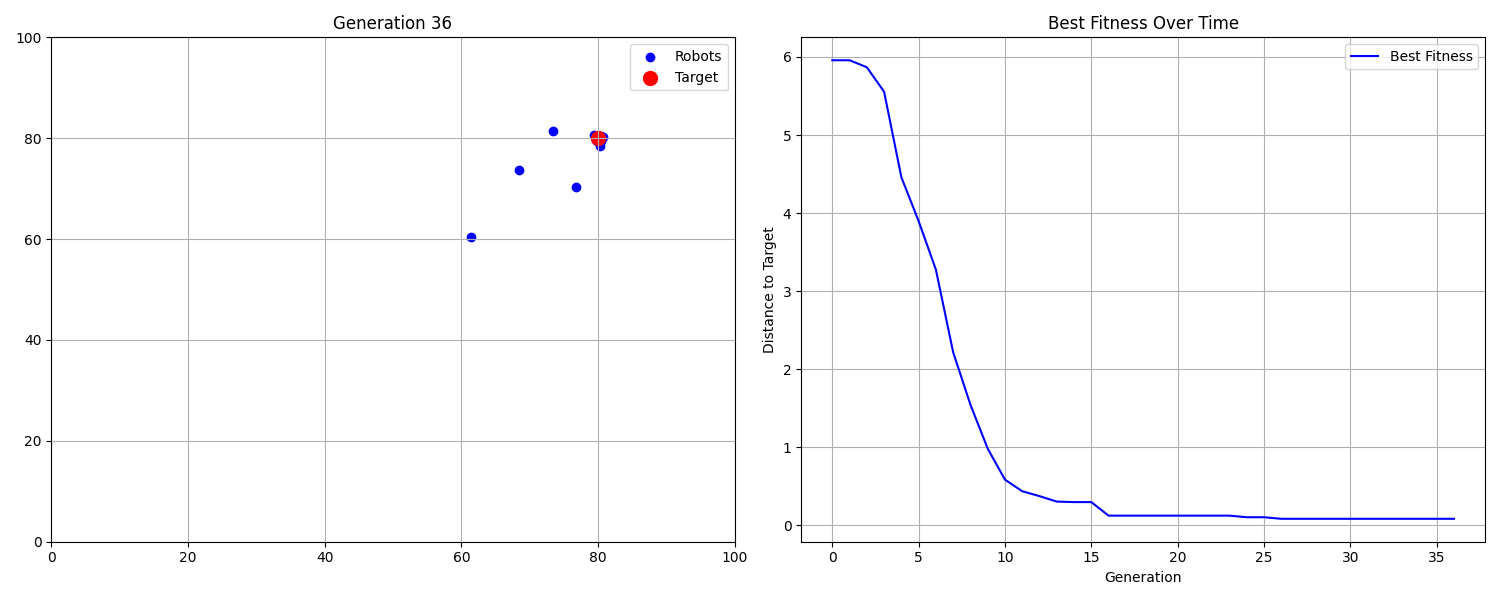 Generation 36
100
80
60
40
20
0
0 20 40 60 80 100
Robots
Target
Best Fitness Over Time
Distance to Target
6
5
4
3
2
1
0
0 5 10 15 20 25 30 35
Generation
Best Fitness